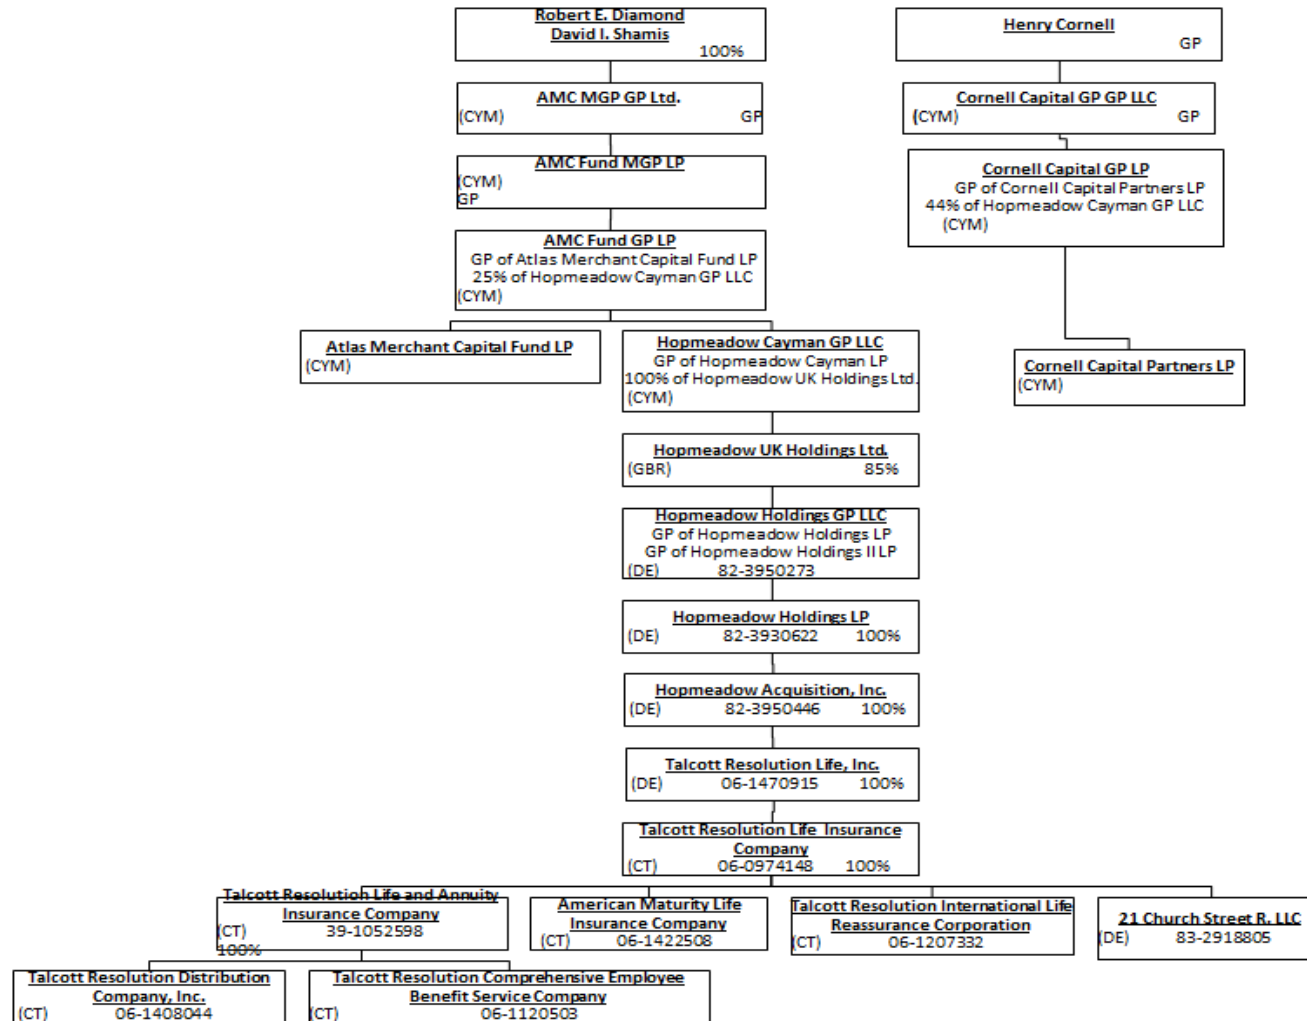 Robert E. Diamond
David I. Shamis
100%
Henry Cornell
GP
AMC MGP GP Ltd.
(CYM) GP
Cornell Capital GP GP LLC
(CYM) GP
AMC Fund MGP LP
(CYM)
GP
Cornell Capital GP LP
GP of Cornell Capital Partners LP
44% of Hopmeadow Cayman GP LLC
(CYM)
AMC Fund GP LP
GP of Atlas Merchant Capital Fund LP
25% of Hopmeadow Cayman GP LLC
(CYM)
Atlas Merchant Capital Fund LP
(CYM)
Hopmeadow Cayman GP LLC
GP of Hopmeadow Cayman LP
100% of Hopmeadow UK Holdings Ltd.
(CYM)
Cornell Capital Partners LP
(CYM)
Hopmeadow UK Holdings Ltd.
(GBR) 85%
Hopmeadow Holdings GP LLC
GP of Hopmeadow Holdings LP
GP of Hopmeadow Holdings II LP
(DE) 82-3950273
Hopmeadow Holdings LP
(DE) 82-3930622 100%
Hopmeadow Acquisition, Inc.
(DE) 82-3950446 100%
Talcott Resolution Life, Inc.
(DE) 06-1470915 100%
Talcott Resolution Life Insurance
Company
(CT) 06-0974148 100%
Talcott Resolution Life and Annuity
Insurance Company
(CT) 39-1052598
100%
American Maturity Life
Insurance Company
(CT) 06-1422508
Talcott Resolution International Life
Reassurance Corporation
(CT) 06-1207332
21 Church Street R. LLC
(DE) 83-2918805
Talcott Resolution Distribution
Company, Inc.
(CT) 06-1408044
Talcott Resolution Comprehensive Employee
Benefit Service Company
(CT) 06-1120503